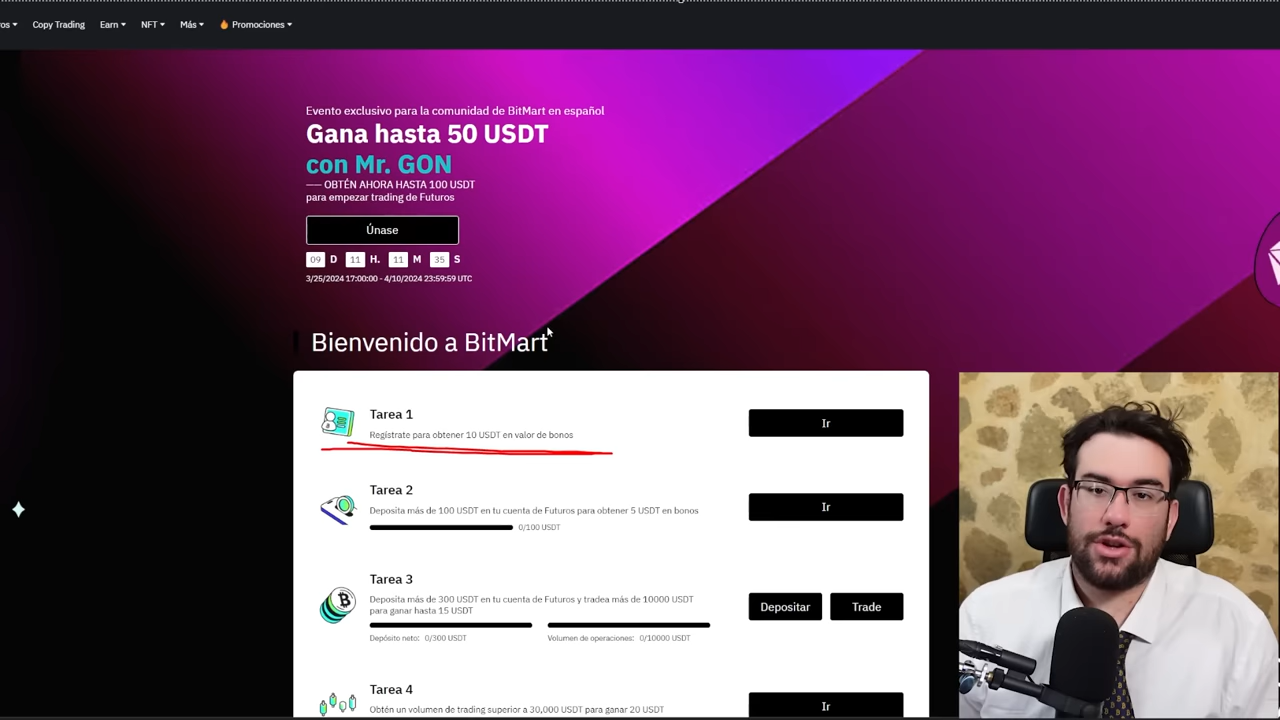 os
Copy Trading
Earn
NFT
Más
Promociones
Evento exclusivo para la comunidad de BitMart en español
Gana hasta 50 USDT
con Mr. GON
—— OBTÉN AHORA HASTA 100 USDT
para empezar trading de Futuros
Únase
09 D 11 H. 11 M 35 S
3/25/2024 17:00:00 - 4/10/2024 23:59:59 UTC
Bienvenido a BitMart
Tarea 1
Regístrate para obtener 10 USDT en valor de bonos
Ir
Tarea 2
Deposita más de 100 USDT en tu cuenta de Futuros para obtener 5 USDT en bonos
0/100 USDT
Ir
Tarea 3
Deposita más de 300 USDT en tu cuenta de Futuros y tradea más de 10000 USDT
para ganar hasta 15 USDT
Depósito neto: 0/300 USDT
Volumen de operaciones: 0/10000 USDT
Depositar
Trade
Tarea 4
Obtén un volumen de trading superior a 30,000 USDT para ganar 20 USDT
Ir